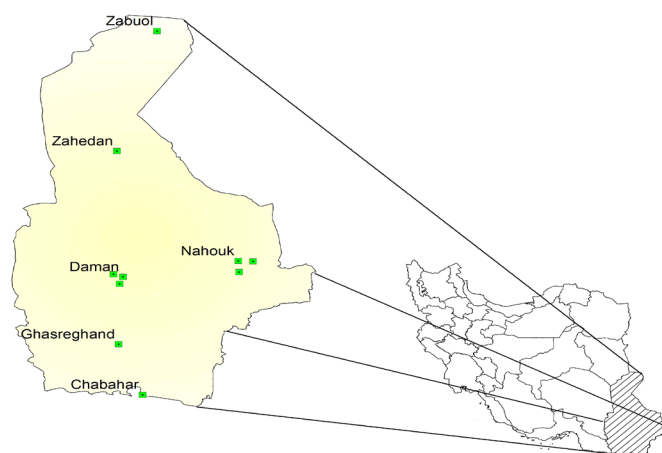 Zabuol
Zahedan
Nahouk
Daman
Ghasreghand
Chabahar